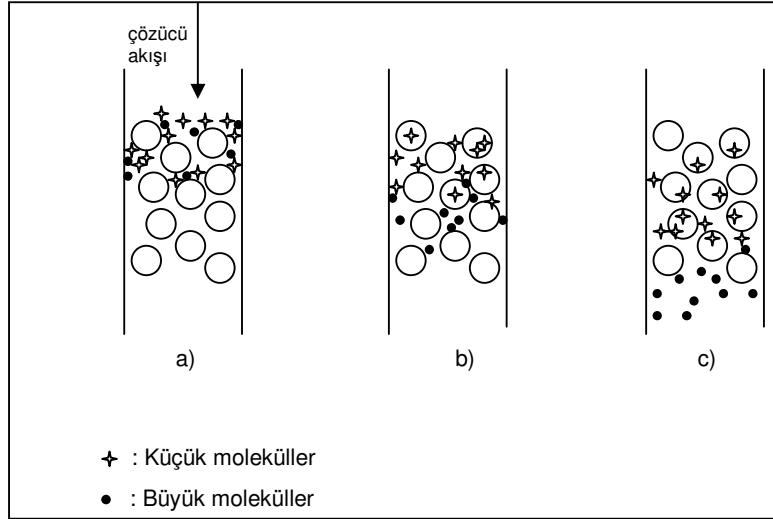 çözücü
akışı
a)
b)
c)
: Küçük moleküller
: Büyük moleküller